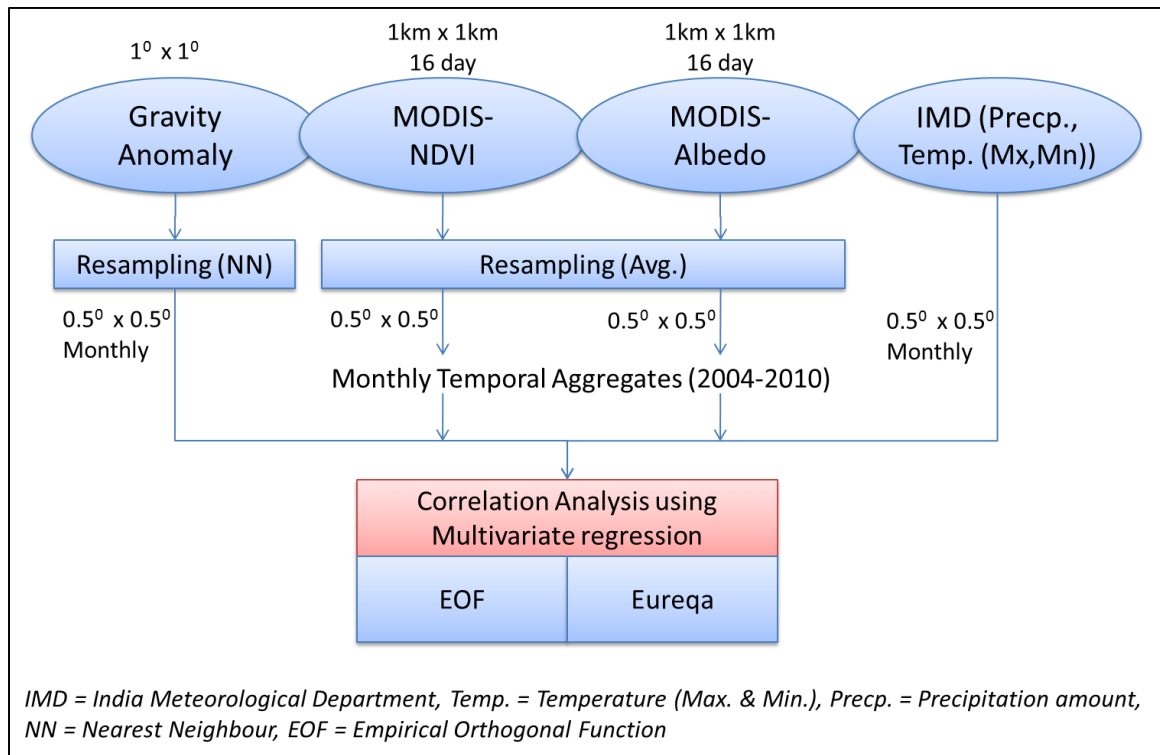 1⁰ x 1⁰
1km x 1km
16 day
1km x 1km
16 day
Gravity
Anomaly
MODIS-
NDVI
MODIS-
Albedo
IMD (Precp.,
Temp. (Mx,Mn))
Resampling (NN)
Resampling (Avg.)
0.5⁰ x 0.5⁰
Monthly
0.5⁰ x 0.5⁰
0.5⁰ x 0.5⁰
0.5⁰ x 0.5⁰
Monthly
Monthly Temporal Aggregates (2004-2010)
Correlation Analysis using
Multivariate regression
EOF
Eureqa
IMD = India Meteorological Department, Temp. = Temperature (Max. & Min.), Precp. = Precipitation amount,
NN = Nearest Neighbour, EOF = Empirical Orthogonal Function